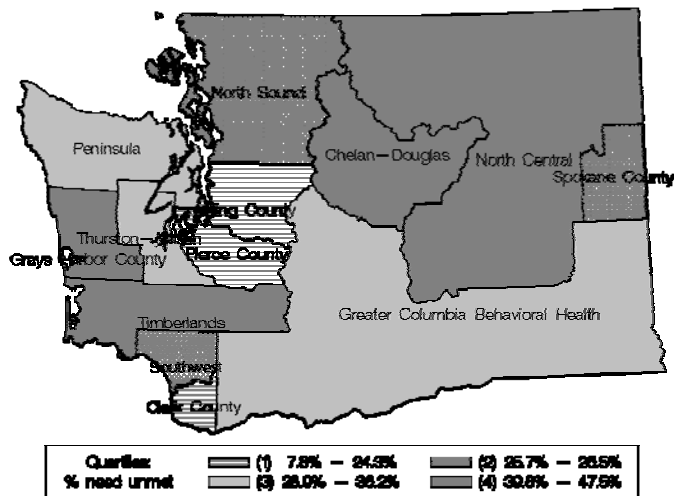 North Sound
Peninsula
Chelan-Douglas
North Central
Spokane County
King County
Thurston-Mason
Pierce County
Grays Harbor County
Greater Columbia Behavioral Health
Timberlands
Southwest
Clark County
Quartiles: (1) 7.8% - 24.3% (2) 25.7% - 26.5%
% need unmet (3) 28.0% - 36.2% (4) 39.8% - 47.5%